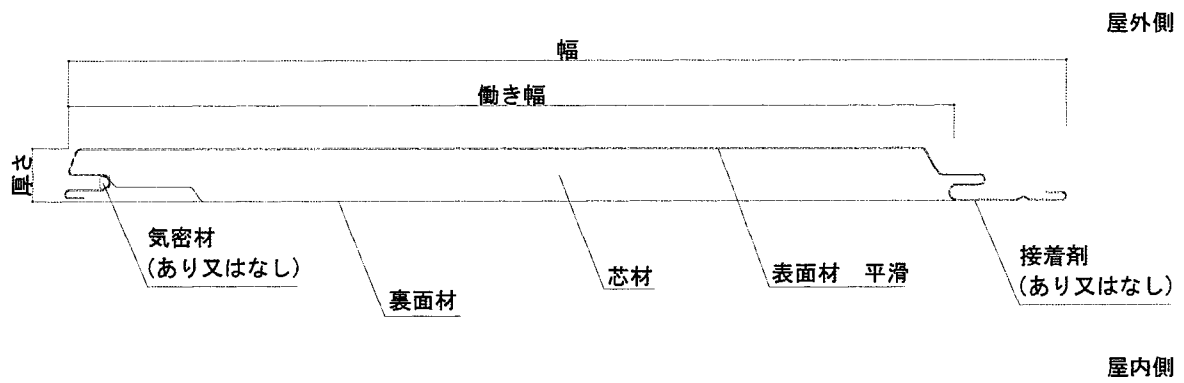 屋外側
幅
働き幅
厚さ
気密材
(あり又はなし)
裏面材
芯材
表面材　平滑
接着剤
(あり又はなし)
屋内側